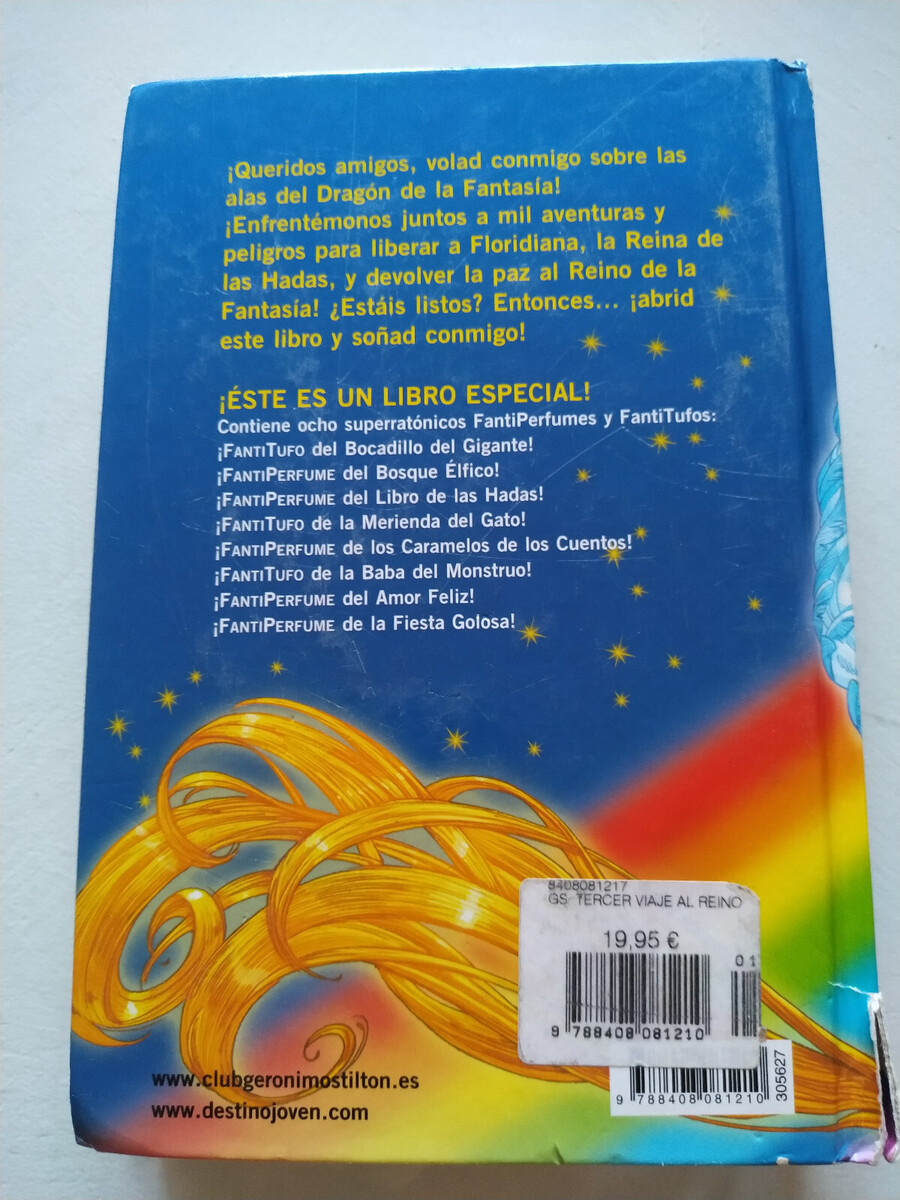 ¡Queridos amigos, volad conmigo sobre las
alas del Dragón de la Fantasía!
¡Enfrentémonos juntos a mil aventuras y
peligros para liberar a Floridiana, la Reina de
las Hadas, y devolver la paz al Reino de la
Fantasía! ¿Estáis listos? Entonces... ¡abrid
este libro y soñad conmigo!
¡ÉSTE ES UN LIBRO ESPECIAL!
Contiene ocho superratónicos FantiPerfumes y FantiTufos:
¡FANTITUFO del Bocadillo del Gigante!
¡FANTIPERFUME del Bosque Élfico!
¡FANTIPERFUME del Libro de las Hadas!
¡FANTITUFO de la Merienda del Gato!
¡FANTIPERFUME de los Caramelos de los Cuentos!
¡FANTITUFO de la Baba del Monstruo!
¡FANTIPERFUME del Amor Feliz!
¡FANTIPERFUME de la Fiesta Golosa!
8408081217
GS. TERCER VIAJE AL REINO
19,95 €
01
9 788408 081210
www.clubgeronimostilton.es
www.destinojoven.com
9 788408 081210
305627